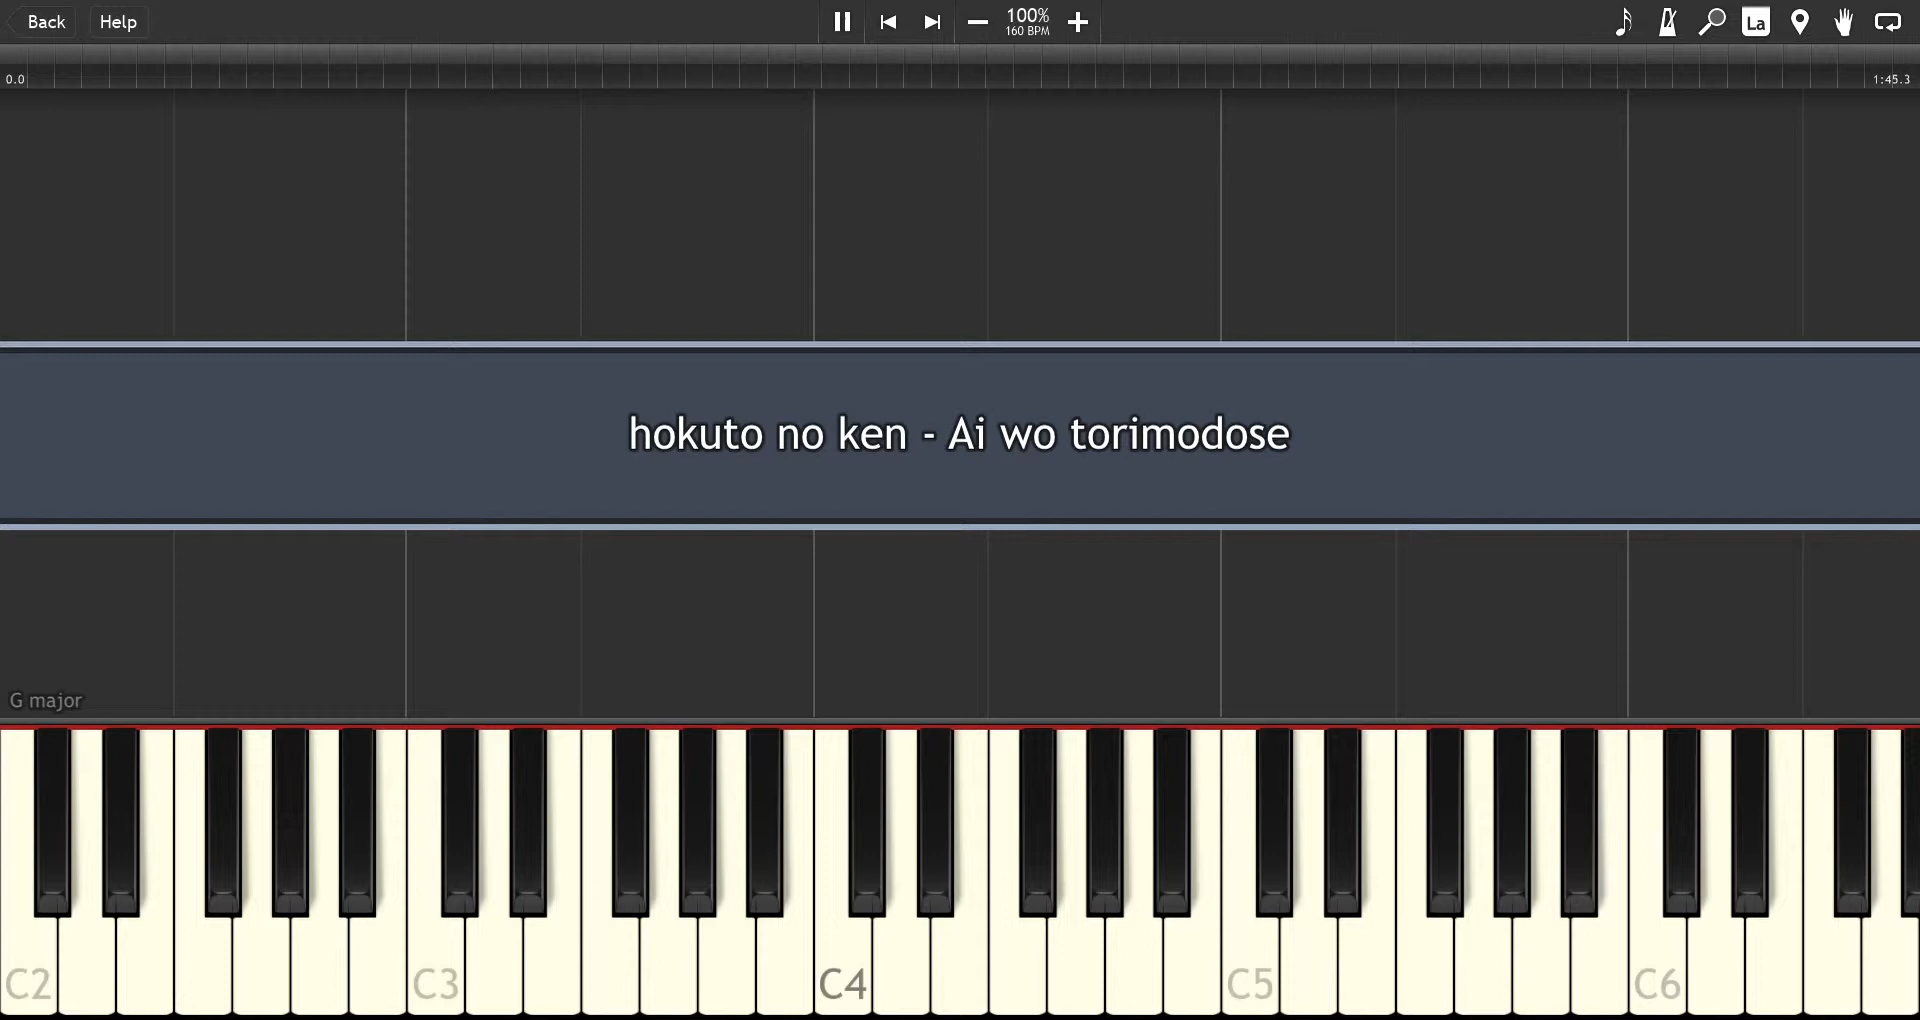 Back
Help
100%
160 BPM
La
0.0
1:45.3
hokuto no ken - Ai wo torimodose
G major
C2
C3
C4
C5
C6